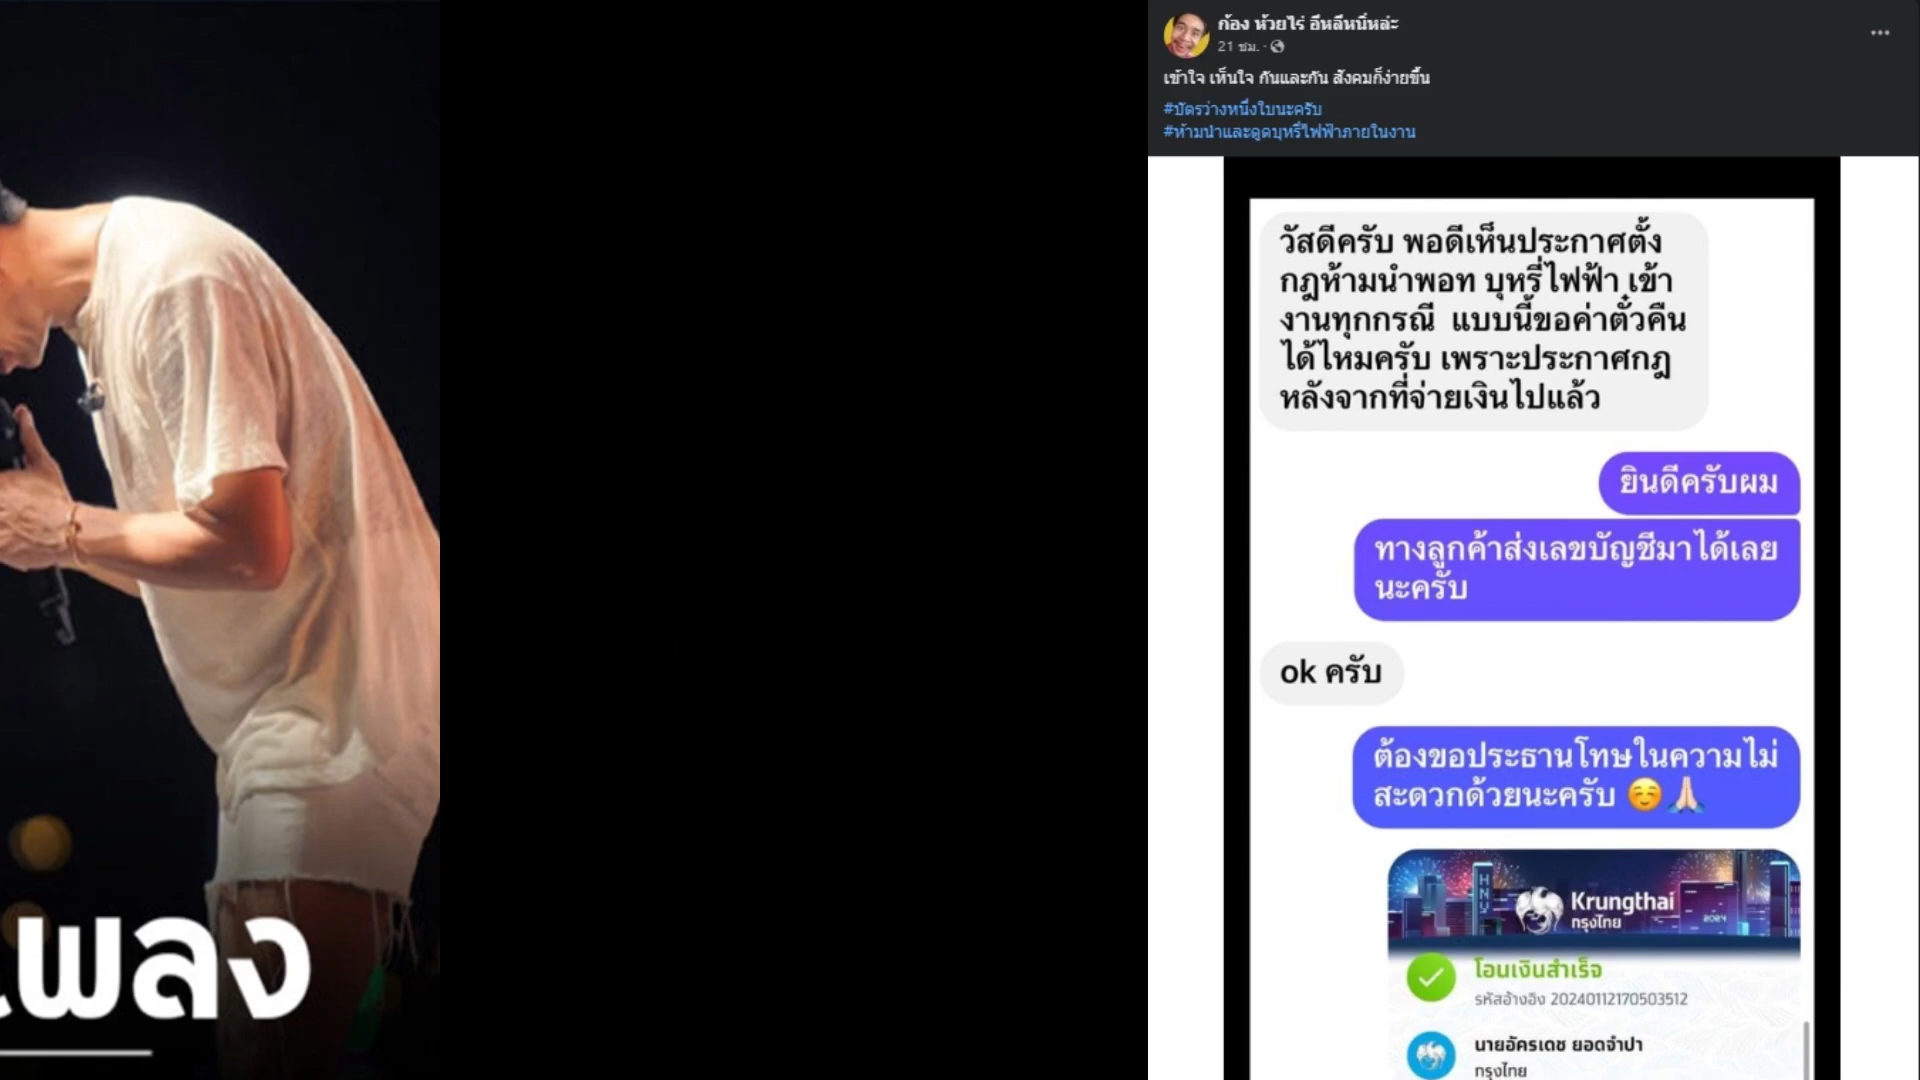 เพลง
ก้อง ห้วยไร่ อีหลีหนี่หล่ะ
21 ชม.
เข้าใจ เห็นใจ กันและกัน สังคมก็ง่ายขึ้น
#บัตรว่างหนึ่งใบนะครับ
#ห้ามนำและดูดบุหรี่ไฟฟ้าภายในงาน
วัสดีครับ พอดีเห็นประกาศตั้ง
กฎห้ามนำพอท บุหรี่ไฟฟ้า เข้า
งานทุกกรณี แบบนี้ขอค่าตั๋วคืน
ได้ไหมครับ เพราะประกาศกฎ
หลังจากที่จ่ายเงินไปแล้ว
ยินดีครับผม
ทางลูกค้าส่งเลขบัญชีมาได้เลย
นะครับ
ok ครับ
ต้องขอประธานโทษในความไม่
สะดวกด้วยนะครับ ☺️🙏🏻
HNY
Krungthai
กรุงไทย
2024
โอนเงินสำเร็จ
รหัสอ้างอิง 20240112170503512
นายอัครเดช ยอดจำปา
กรุงไทย